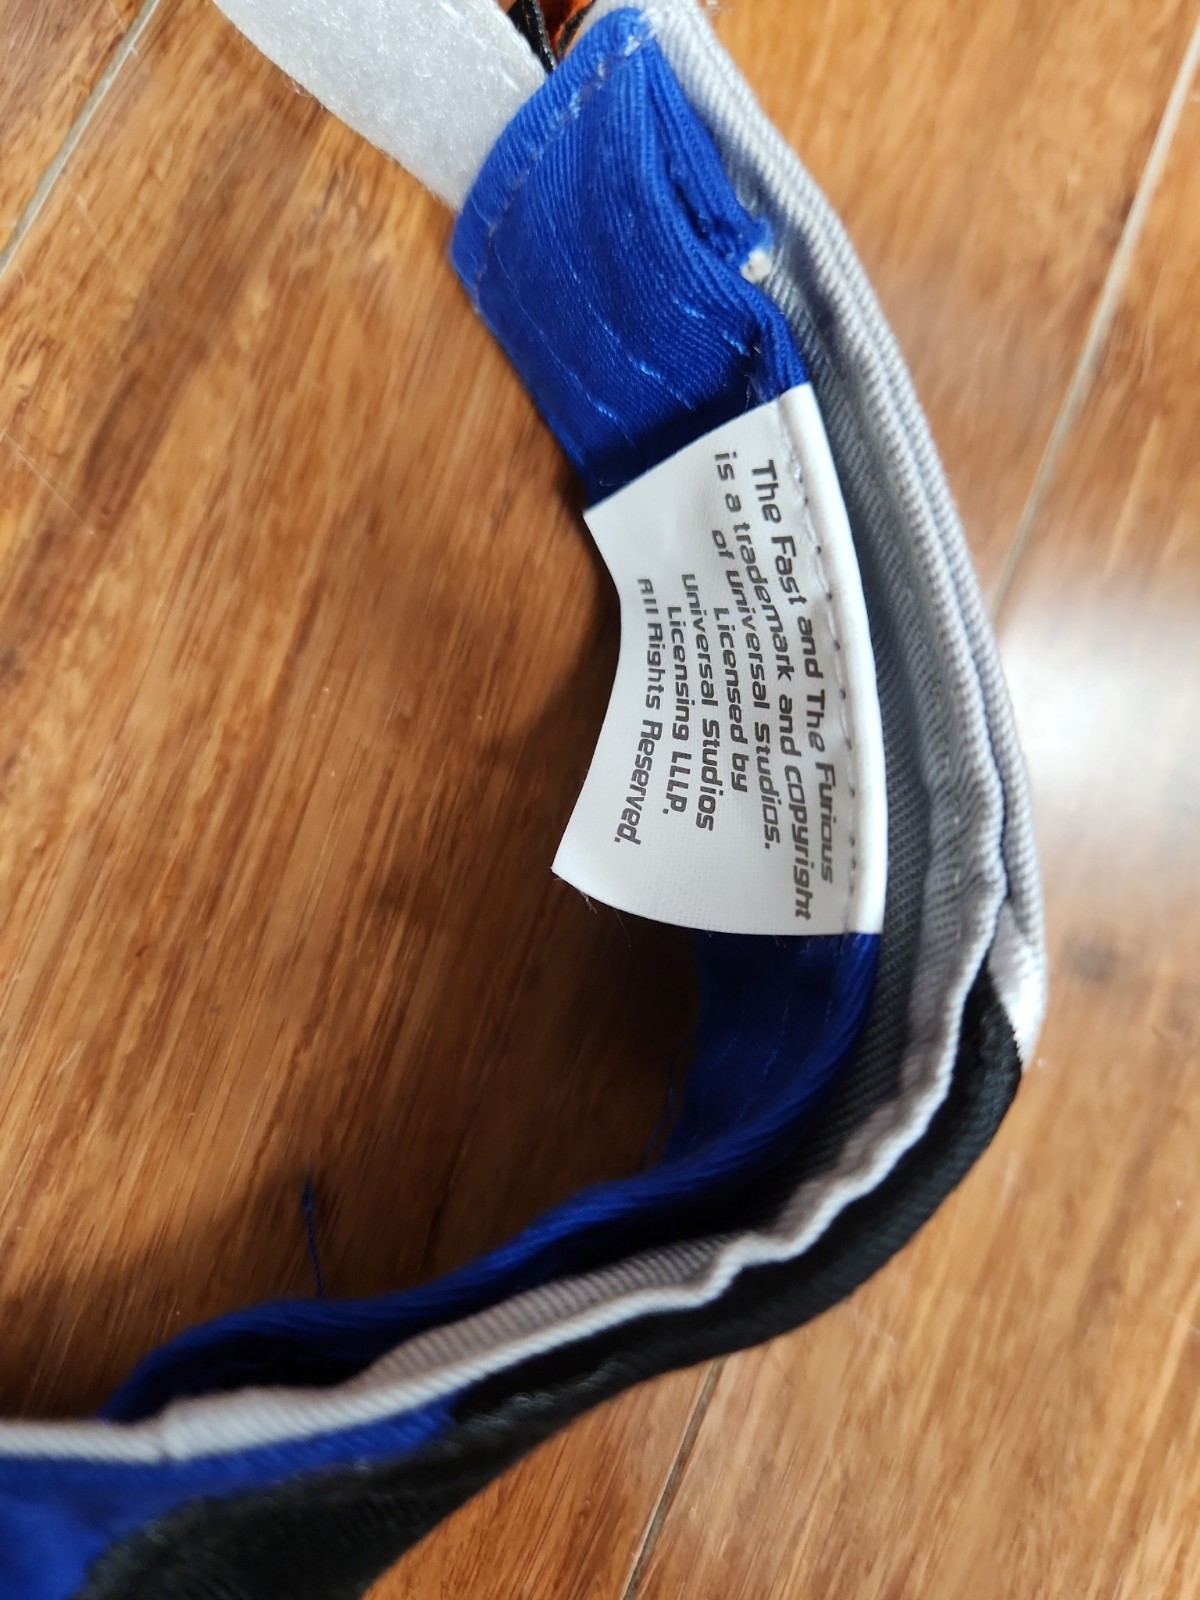 The Fast and The Furious
is a trademark and copyright
of Universal Studios.
Licensed by
Universal Studios
Licensing LLLP.
All Rights Reserved.